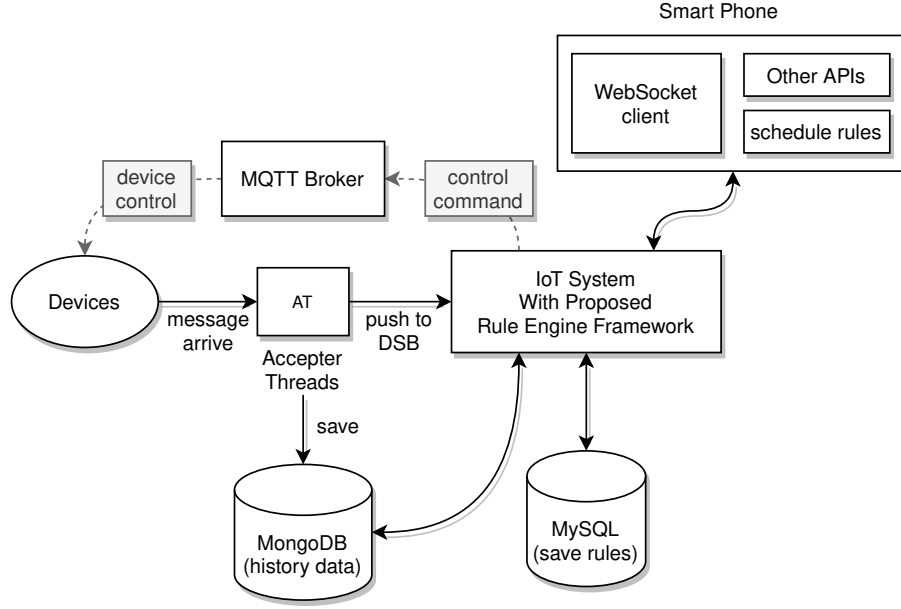 Smart Phone
WebSocket
client
Other APIs
schedule rules
device
control
MQTT Broker
control
command
Devices
message
arrive
AT
Accepter
Threads
push to
DSB
IoT System
With Proposed
Rule Engine Framework
save
MongoDB
(history data)
MySQL
(save rules)